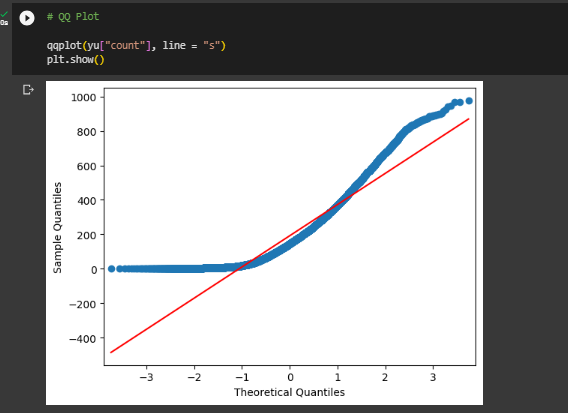 # QQ Plot
0s
qqplot(yu["count"], line = "s")
plt.show()
1000
800
600
400
200
0
−200
−400
Sample Quantiles
−3
−2
−1
0
1
2
3
Theoretical Quantiles